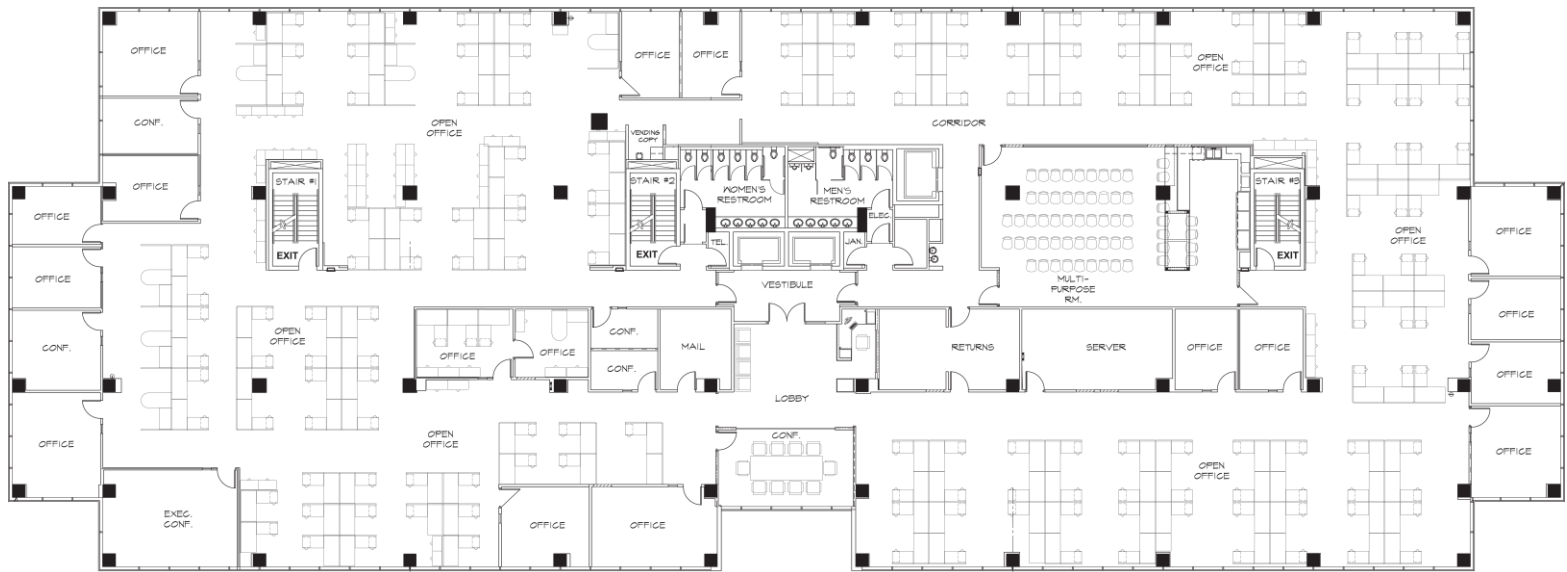 OFFICE
OFFICE
OFFICE
OPEN
OFFICE
CONF.
OPEN
OFFICE
CORRIDOR
VENDING
COPY
OFFICE
STAIR #1
STAIR #2
WOMEN'S
RESTROOM
MEN'S
RESTROOM
STAIR #3
OFFICE
ELEC.
OPEN
OFFICE
OFFICE
EXIT
EXIT
TEL.
JAN.
EXIT
OFFICE
VESTIBULE
MULTI-
PURPOSE
RM.
OFFICE
OPEN
OFFICE
CONF.
CONF.
OFFICE
OFFICE
CONF.
MAIL
RETURNS
SERVER
OFFICE
OFFICE
OFFICE
LOBBY
OFFICE
OPEN
OFFICE
CONF.
OFFICE
OPEN
OFFICE
EXEC.
CONF.
OFFICE
OFFICE